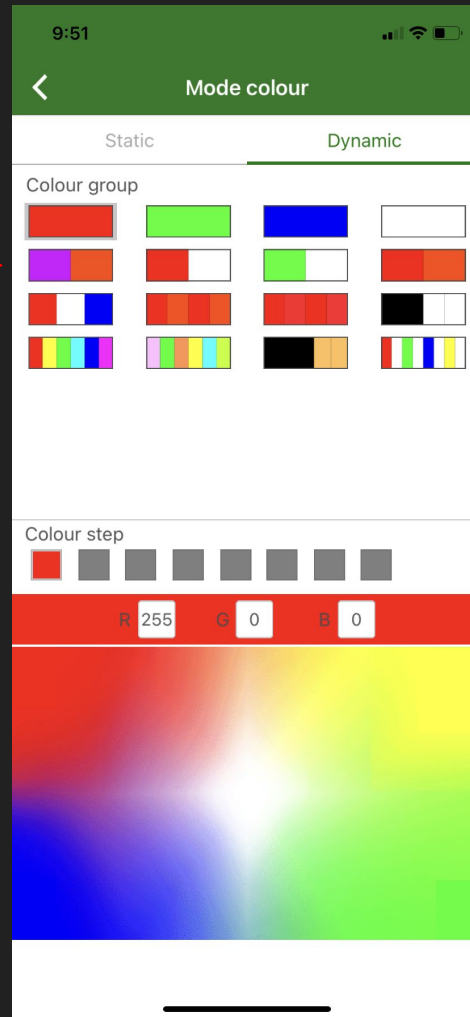 9:51
Mode colour
Static Dynamic
Colour group
Colour step
R 255 G 0 B 0